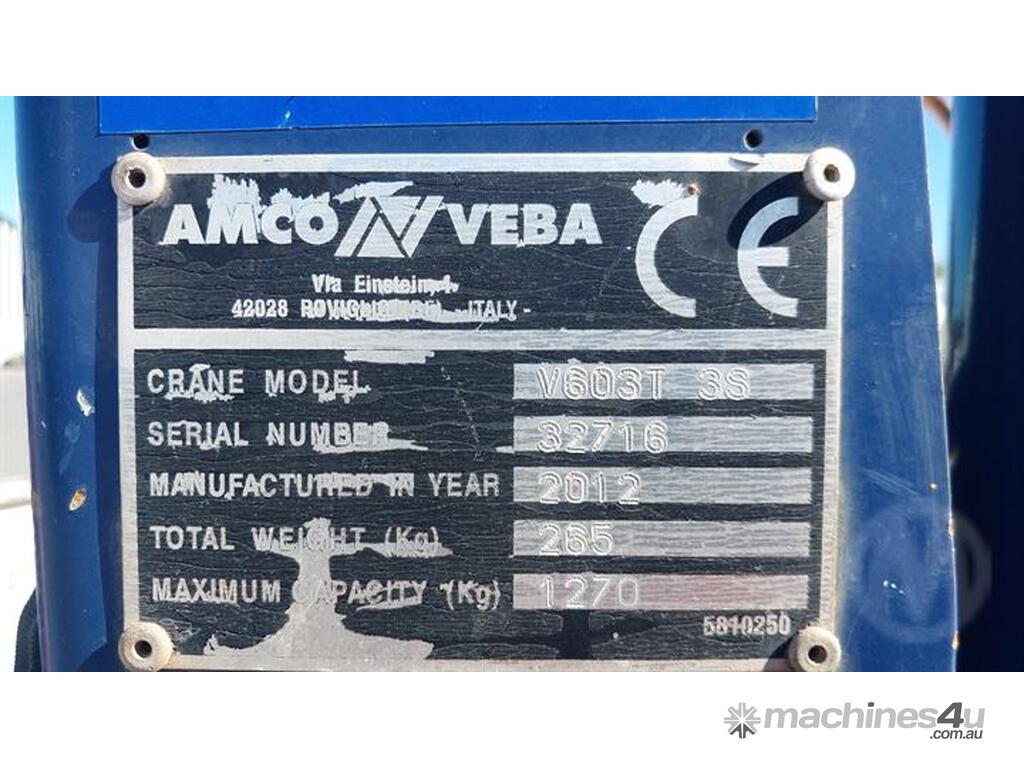 AMCO VEBA CE
Via Einstein 4
42028 ITALY -
CRANE MODEL V603T 3S
SERIAL NUMBER 32716
MANUFACTURED IN YEAR 2012
TOTAL WEIGHT (Kg) 265
MAXIMUM CAPACITY (Kg) 1270
5810250
machines4u
.com.au